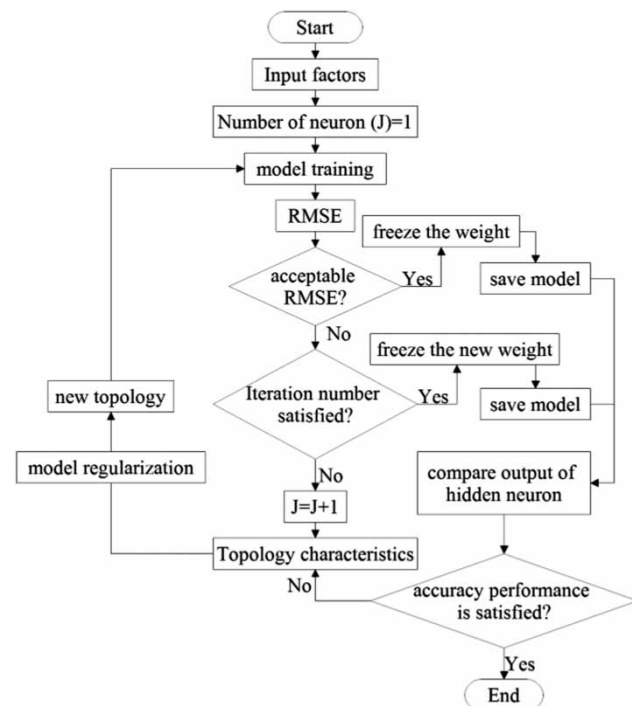 Start
Input factors
Number of neuron (J)=1
model training
RMSE
freeze the weight
acceptable
RMSE?
Yes
save model
No
freeze the new weight
Iteration number
satisfied?
Yes
save model
new topology
model regularization
No
compare output of
hidden neuron
J=J+1
Topology characteristics
No
accuracy performance
is satisfied?
Yes
End